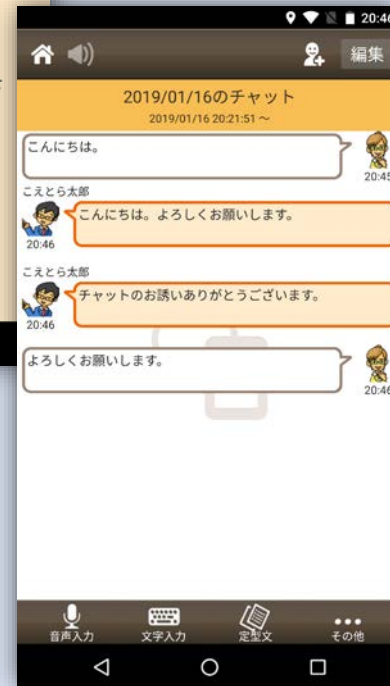 20:46
編集
2019/01/16のチャット
2019/01/16 20:21:51 ～
こんにちは。
20:45
こえとら太郎
こんにちは。よろしくお願いします。
20:46
こえとら太郎
チャットのお誘いありがとうございます。
20:46
よろしくお願いします。
20:46
音声入力
文字入力
定型文
その他